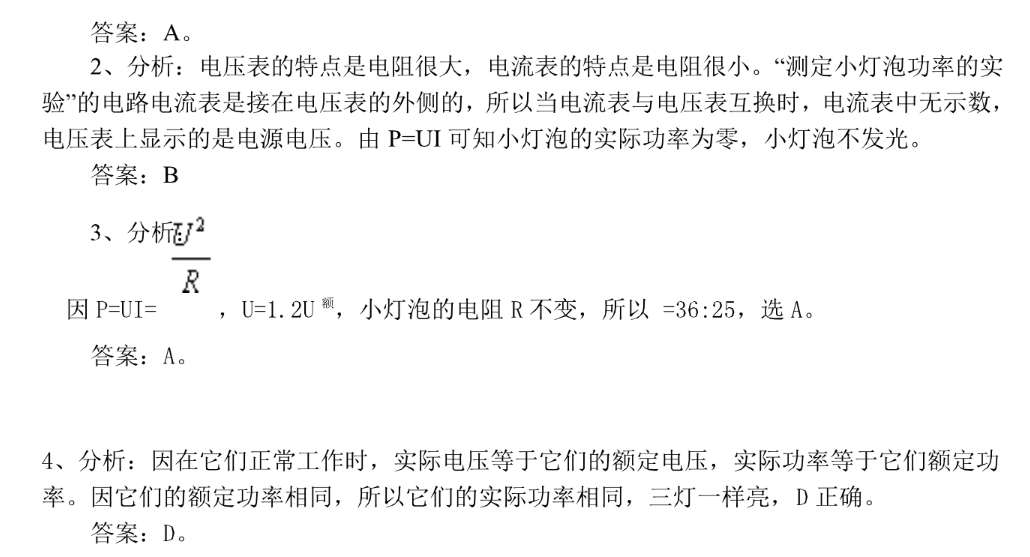 答案：A。
2、分析：电压表的特点是电阻很大，电流表的特点是电阻很小。“测定小灯泡功率的实
验”的电路电流表是接在电压表的外侧的，所以当电流表与电压表互换时，电流表中无示数，
电压表上显示的是电源电压。由 P=UI 可知小灯泡的实际功率为零，小灯泡不发光。
答案：B
3、分析：
因 P=UI= U²/R ，U=1.2U 额，小灯泡的电阻 R 不变，所以 =36:25，选 A。
答案：A。
4、分析：因在它们正常工作时，实际电压等于它们的额定电压，实际功率等于它们额定功
率。因它们的额定功率相同，所以它们的实际功率相同，三灯一样亮，D 正确。
答案：D。